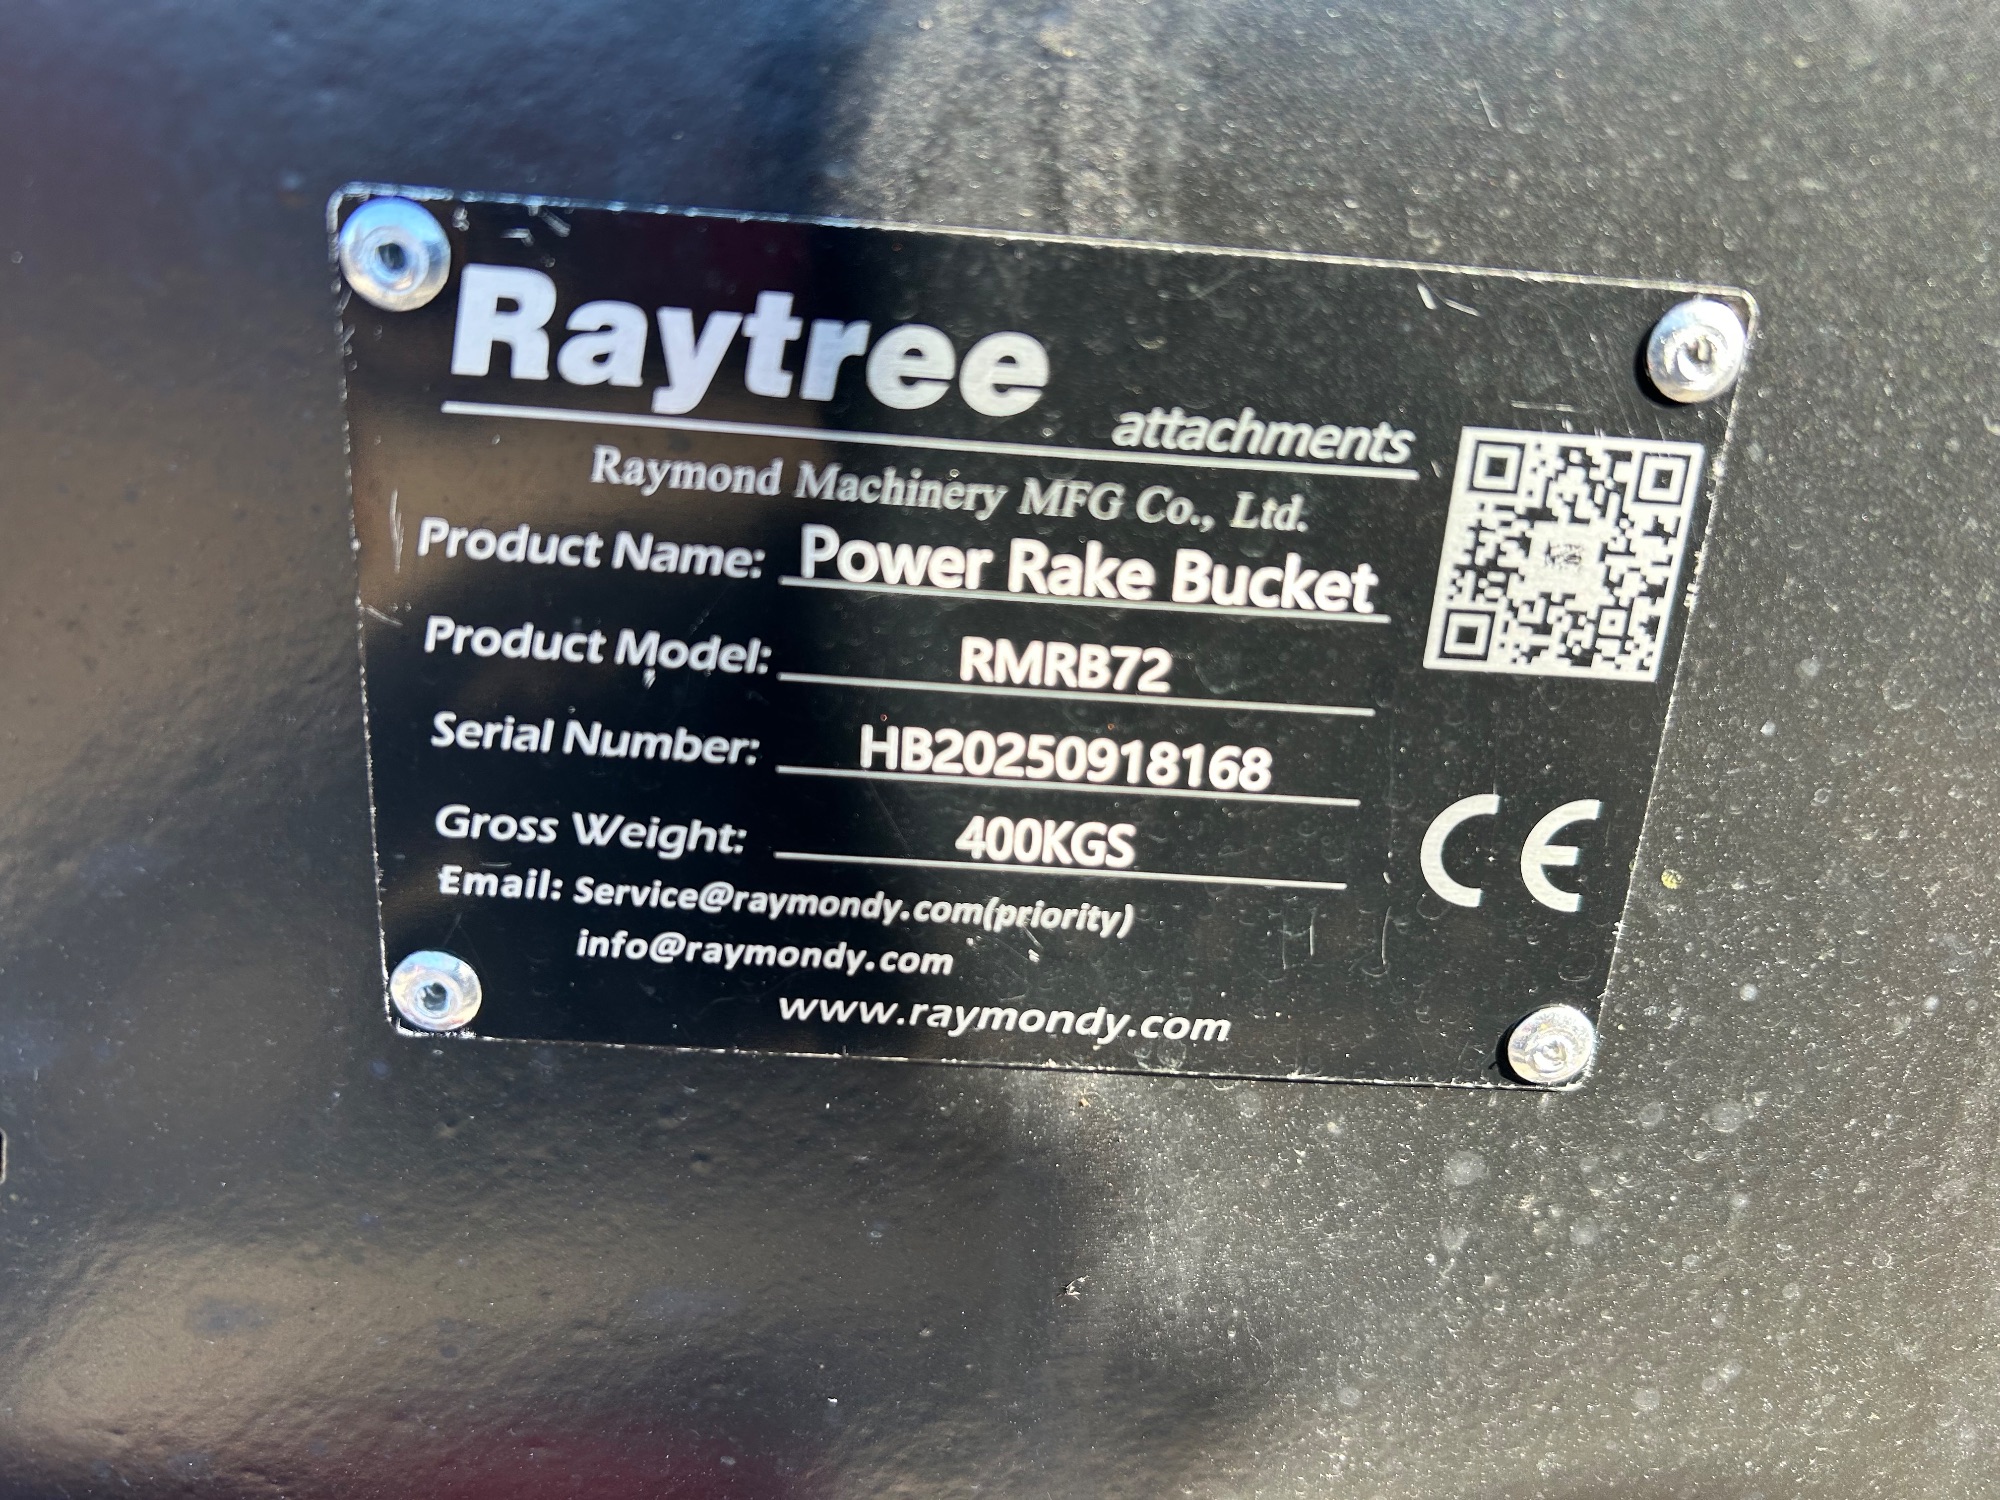 Raytree
attachments
Raymond Machinery MFG Co., Ltd.
Product Name: Power Rake Bucket
Product Model: RMRB72
Serial Number: HB20250918168
Gross Weight: 400KGS
Email: Service@raymondy.com(priority)
info@raymondy.com
www.raymondy.com
CE